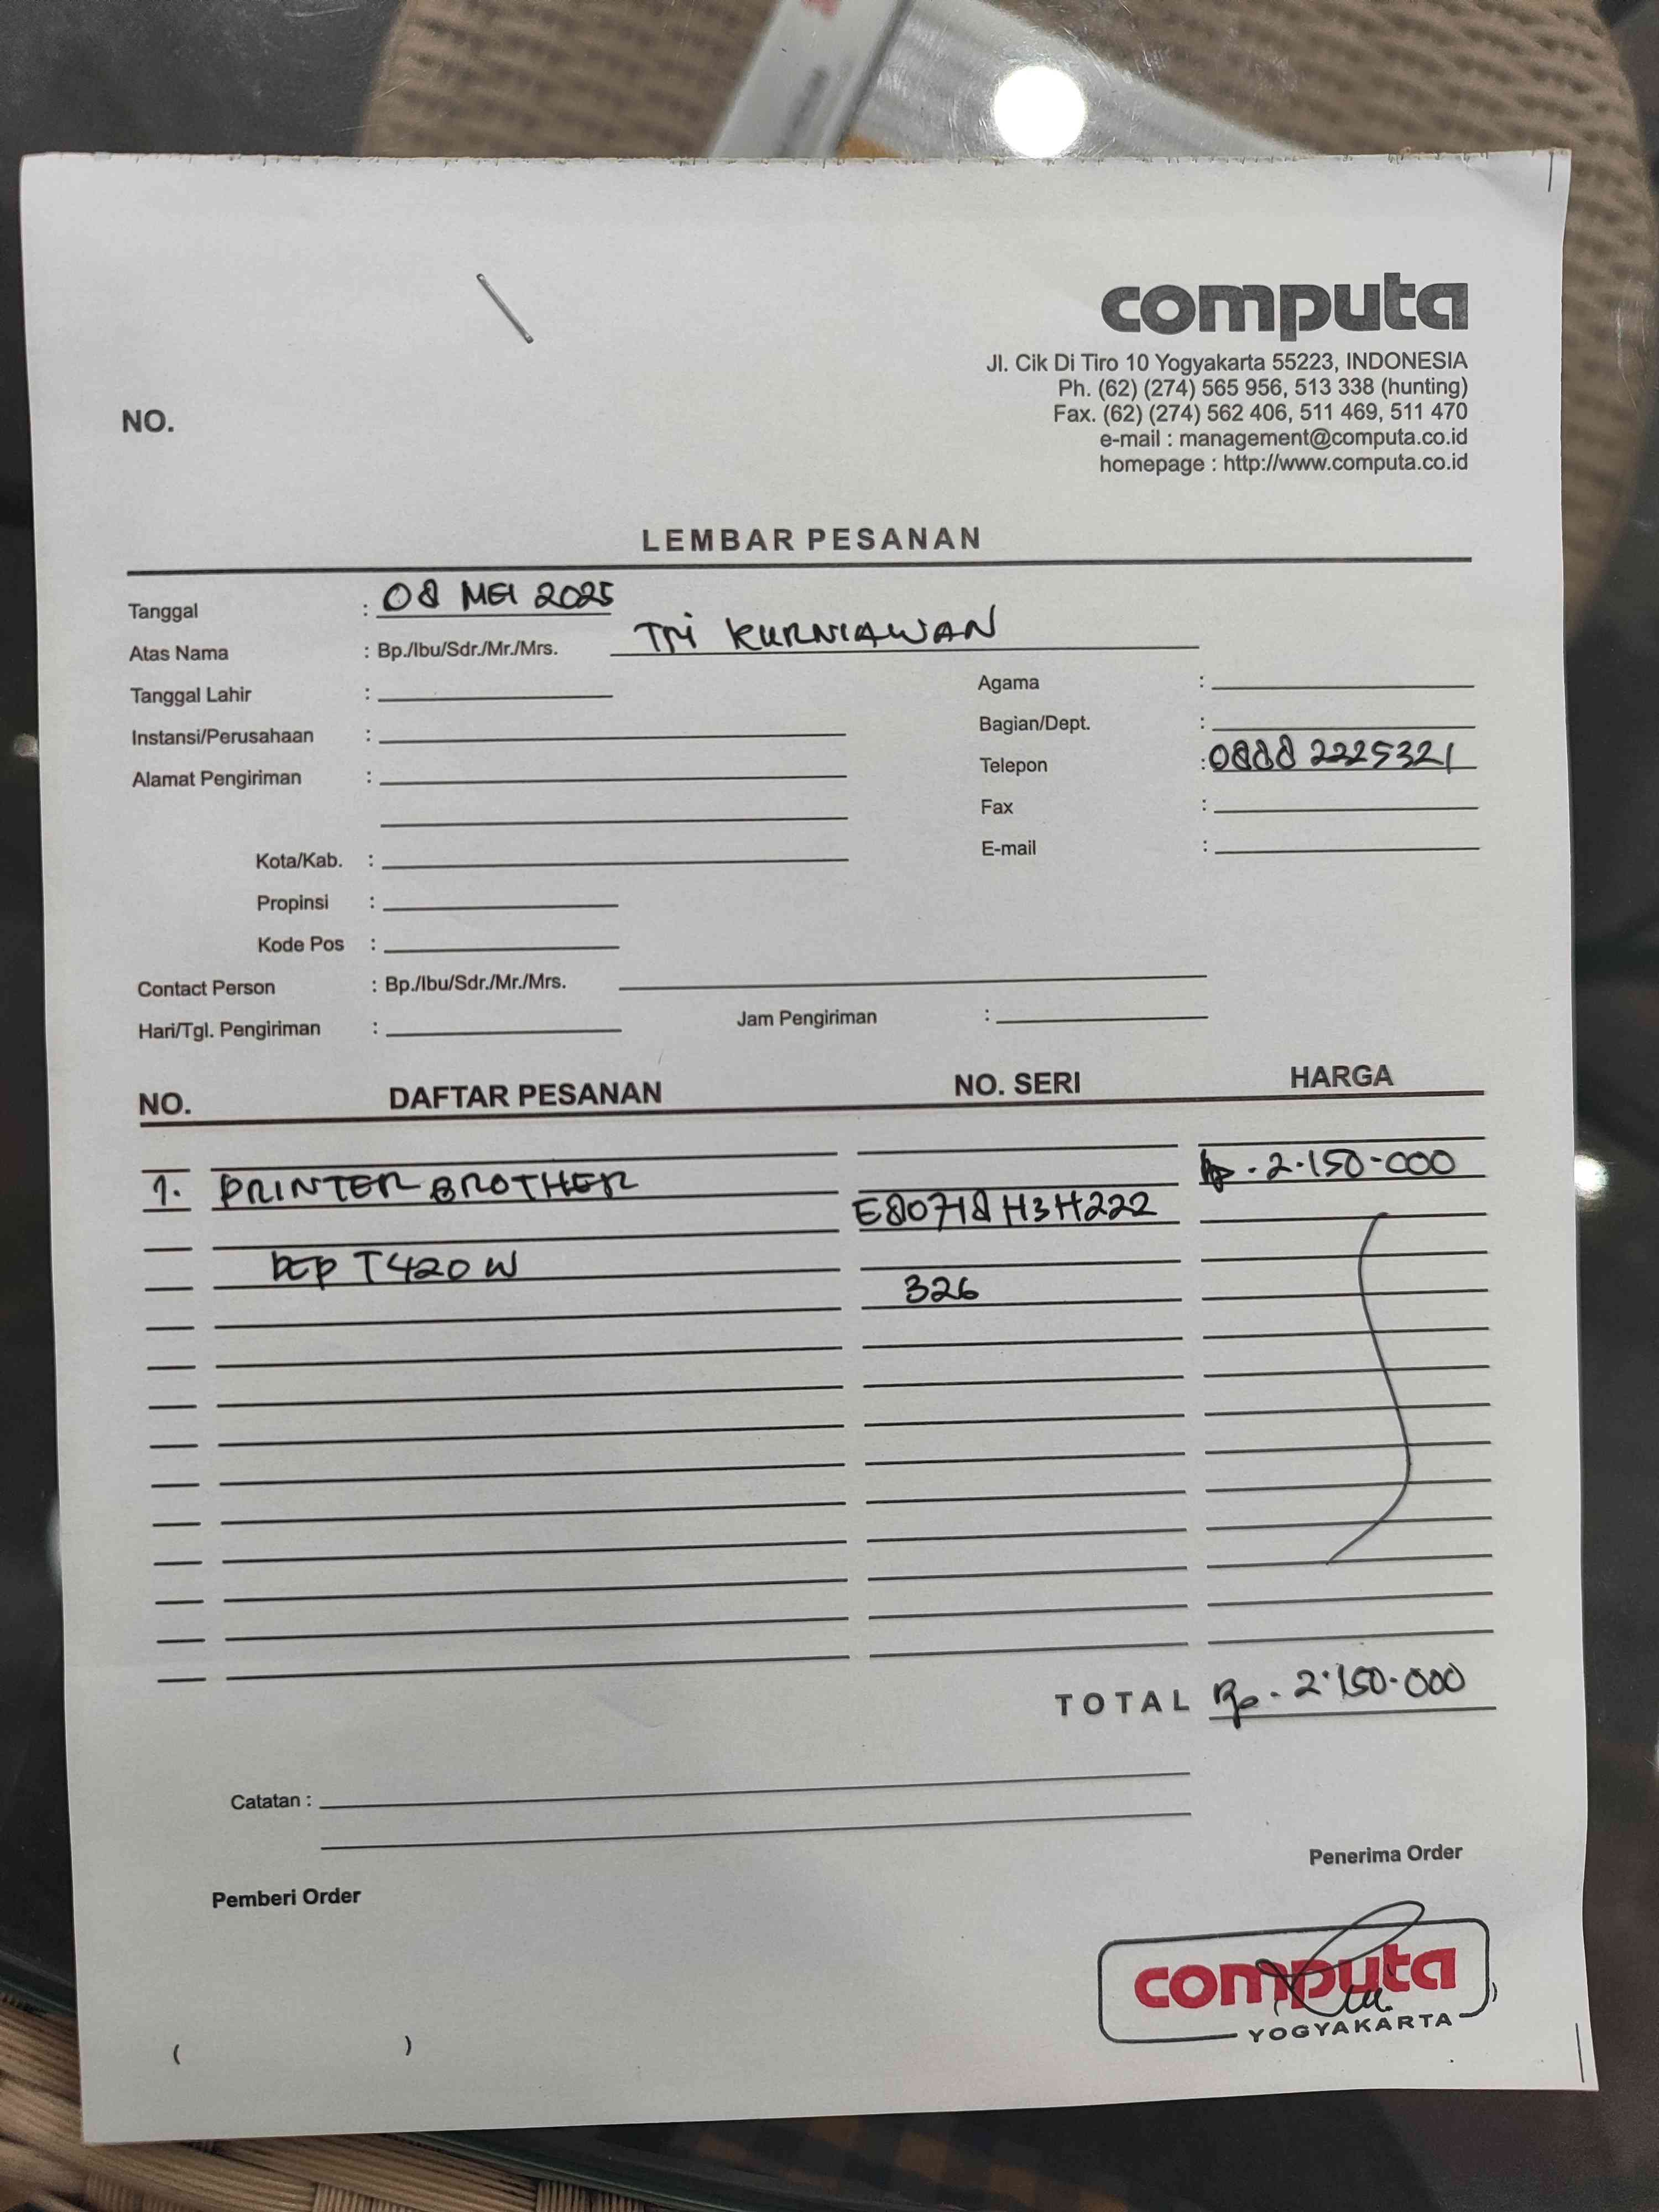 computa
Jl. Cik Di Tiro 10 Yogyakarta 55223, INDONESIA
Ph. (62) (274) 565 956, 513 338 (hunting)
Fax. (62) (274) 562 406, 511 469, 511 470
e-mail : management@computa.co.id
homepage : http://www.computa.co.id
NO.
LEMBAR PESANAN
Tanggal : 08 MEI 2025
Atas Nama : Bp./Ibu/Sdr./Mr./Mrs. TRI KURNIAWAN
Tanggal Lahir :
Agama :
Instansi/Perusahaan :
Bagian/Dept. :
Alamat Pengiriman :
Telepon : 0888 2225321
Fax :
E-mail :
Kota/Kab. :
Propinsi :
Kode Pos :
Contact Person : Bp./Ibu/Sdr./Mr./Mrs.
Hari/Tgl. Pengiriman : Jam Pengiriman :
NO. DAFTAR PESANAN NO. SERI HARGA
1. PRINTER BROTHER E80718H3H222 Rp. 2.150.000
DCP T420W 326
TOTAL Rp. 2.150.000
Catatan :
Penerima Order
Pemberi Order
computa
YOGYAKARTA
( )